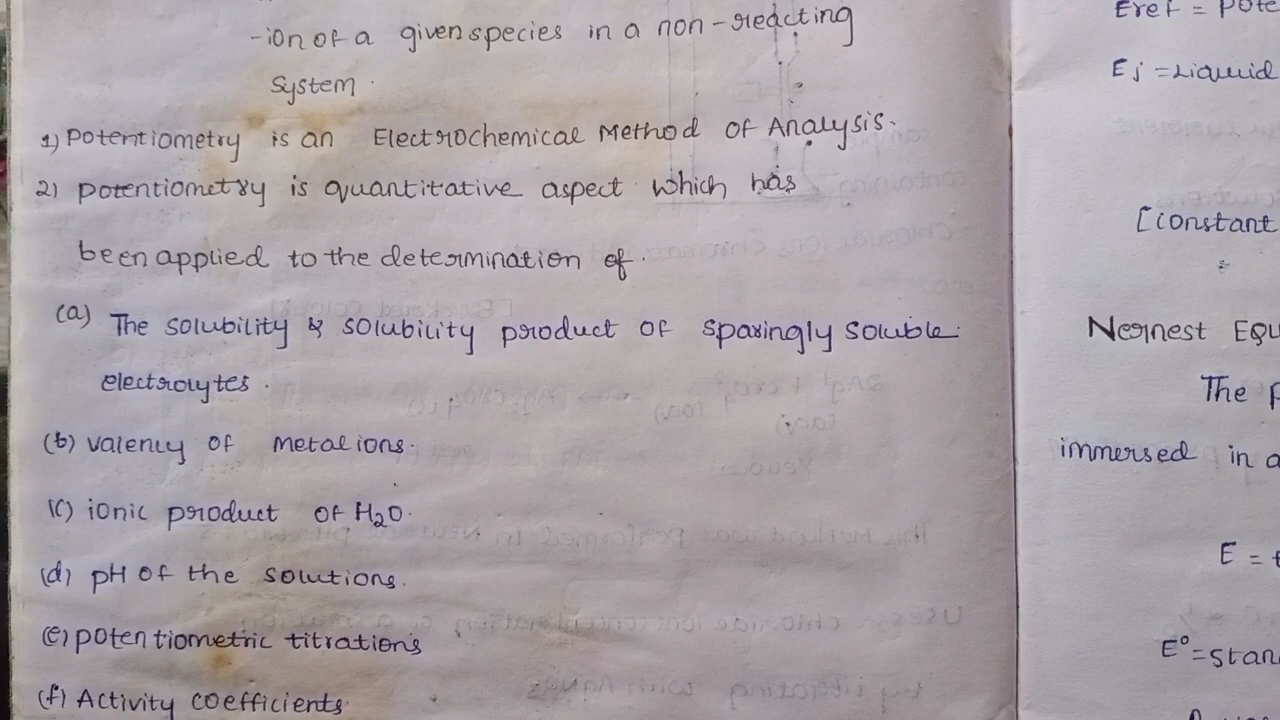 -ion of a given species in a non-reacting
System.
1) Potentiometry is an Electrochemical Method of Analysis.
2) potentiometry is quantitative aspect which has
been applied to the determination of.
(a) The solubility & solubility product of sparingly soluble
electrolytes.
(b) valency of metal ions.
(c) ionic product of H₂O.
(d) pH of the solutions.
(e) potentiometric titrations
(f) Activity coefficients
Eref = Pote
Ej = Liquid
[Constant
Nernest Equ
The p
immersed in a
E =
E° = Stan